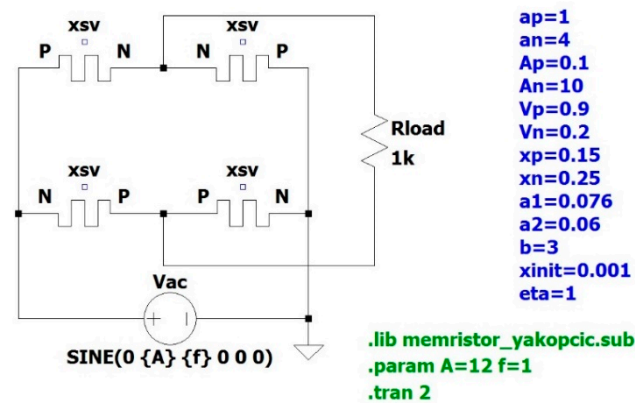 xsv
xsv
P N N P
Rload
1k
xsv
xsv
N P P N
Vac
+ −
SINE(0 {A} {f} 0 0 0)
ap=1
an=4
Ap=0.1
An=10
Vp=0.9
Vn=0.2
xp=0.15
xn=0.25
a1=0.076
a2=0.06
b=3
xinit=0.001
eta=1
.lib memristor_yakopcic.sub
.param A=12 f=1
.tran 2